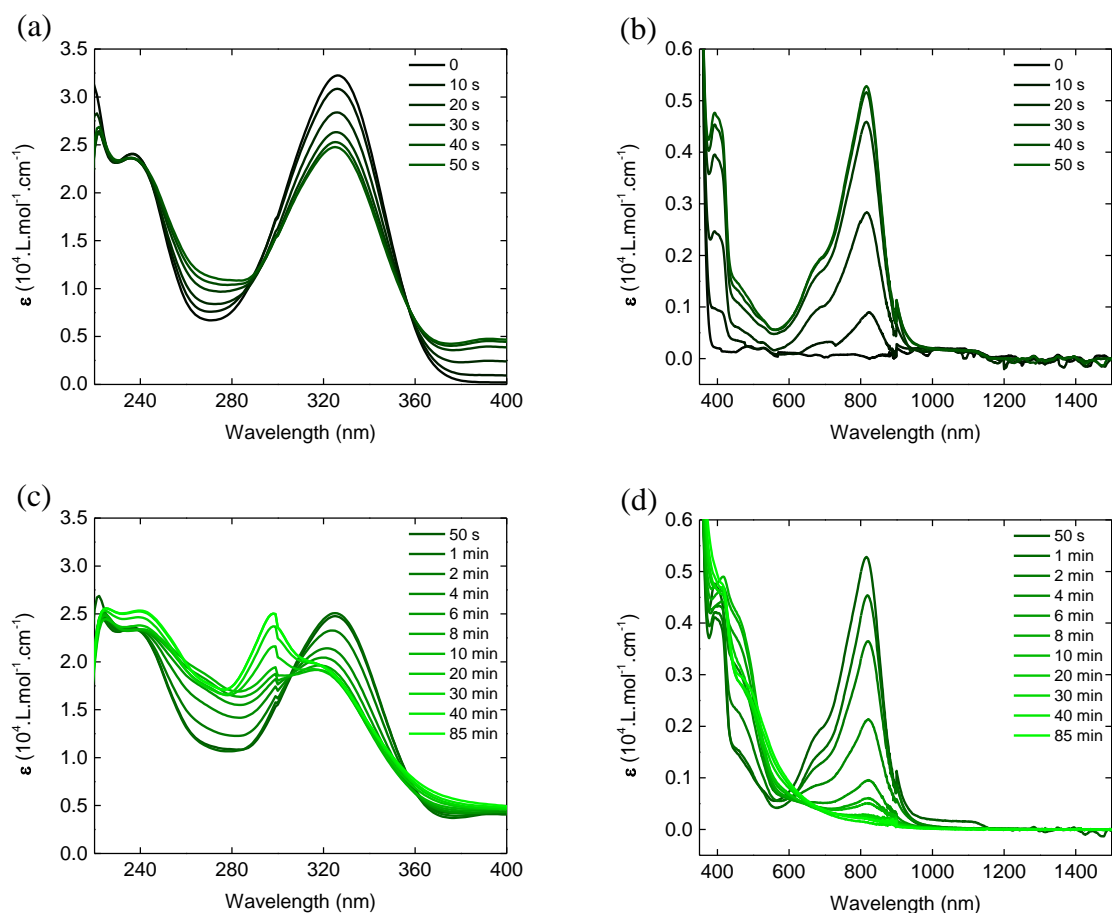 (a)
3.5
3.0
2.5
2.0
1.5
1.0
0.5
0.0
ε (10⁴.L.mol⁻¹.cm⁻¹)
0
10 s
20 s
30 s
40 s
50 s
240 280 320 360 400
Wavelength (nm)
(b)
0.6
0.5
0.4
0.3
0.2
0.1
0.0
ε (10⁴.L.mol⁻¹.cm⁻¹)
0
10 s
20 s
30 s
40 s
50 s
400 600 800 1000 1200 1400
Wavelength (nm)
(c)
3.5
3.0
2.5
2.0
1.5
1.0
0.5
0.0
ε (10⁴.L.mol⁻¹.cm⁻¹)
50 s
1 min
2 min
4 min
6 min
8 min
10 min
20 min
30 min
40 min
85 min
240 280 320 360 400
Wavelength (nm)
(d)
0.6
0.5
0.4
0.3
0.2
0.1
0.0
ε (10⁴.L.mol⁻¹.cm⁻¹)
50 s
1 min
2 min
4 min
6 min
8 min
10 min
20 min
30 min
40 min
85 min
400 600 800 1000 1200 1400
Wavelength (nm)